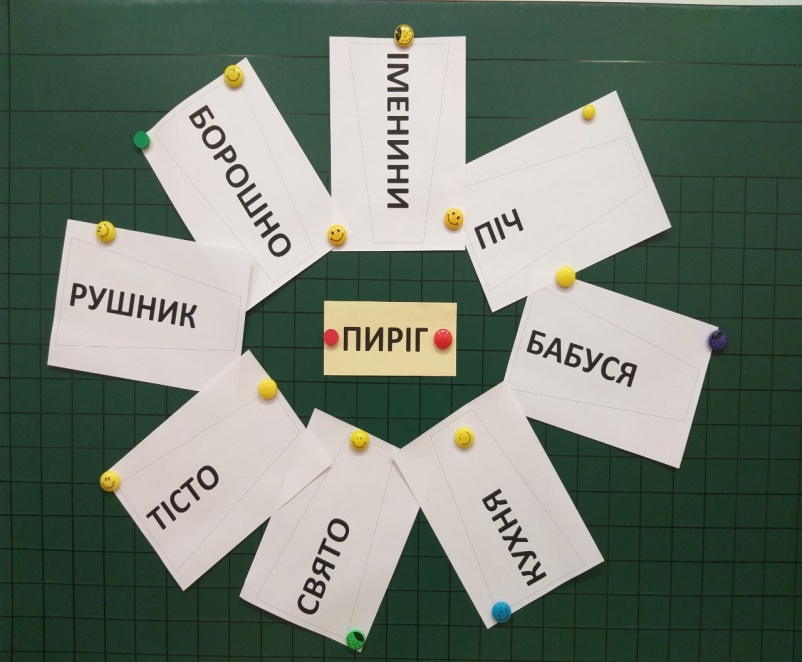 ІМЕНИНИ
ПІЧ
БАБУСЯ
КУХНЯ
СВЯТО
ТІСТО
РУШНИК
БОРОШНО
ПИРІГ